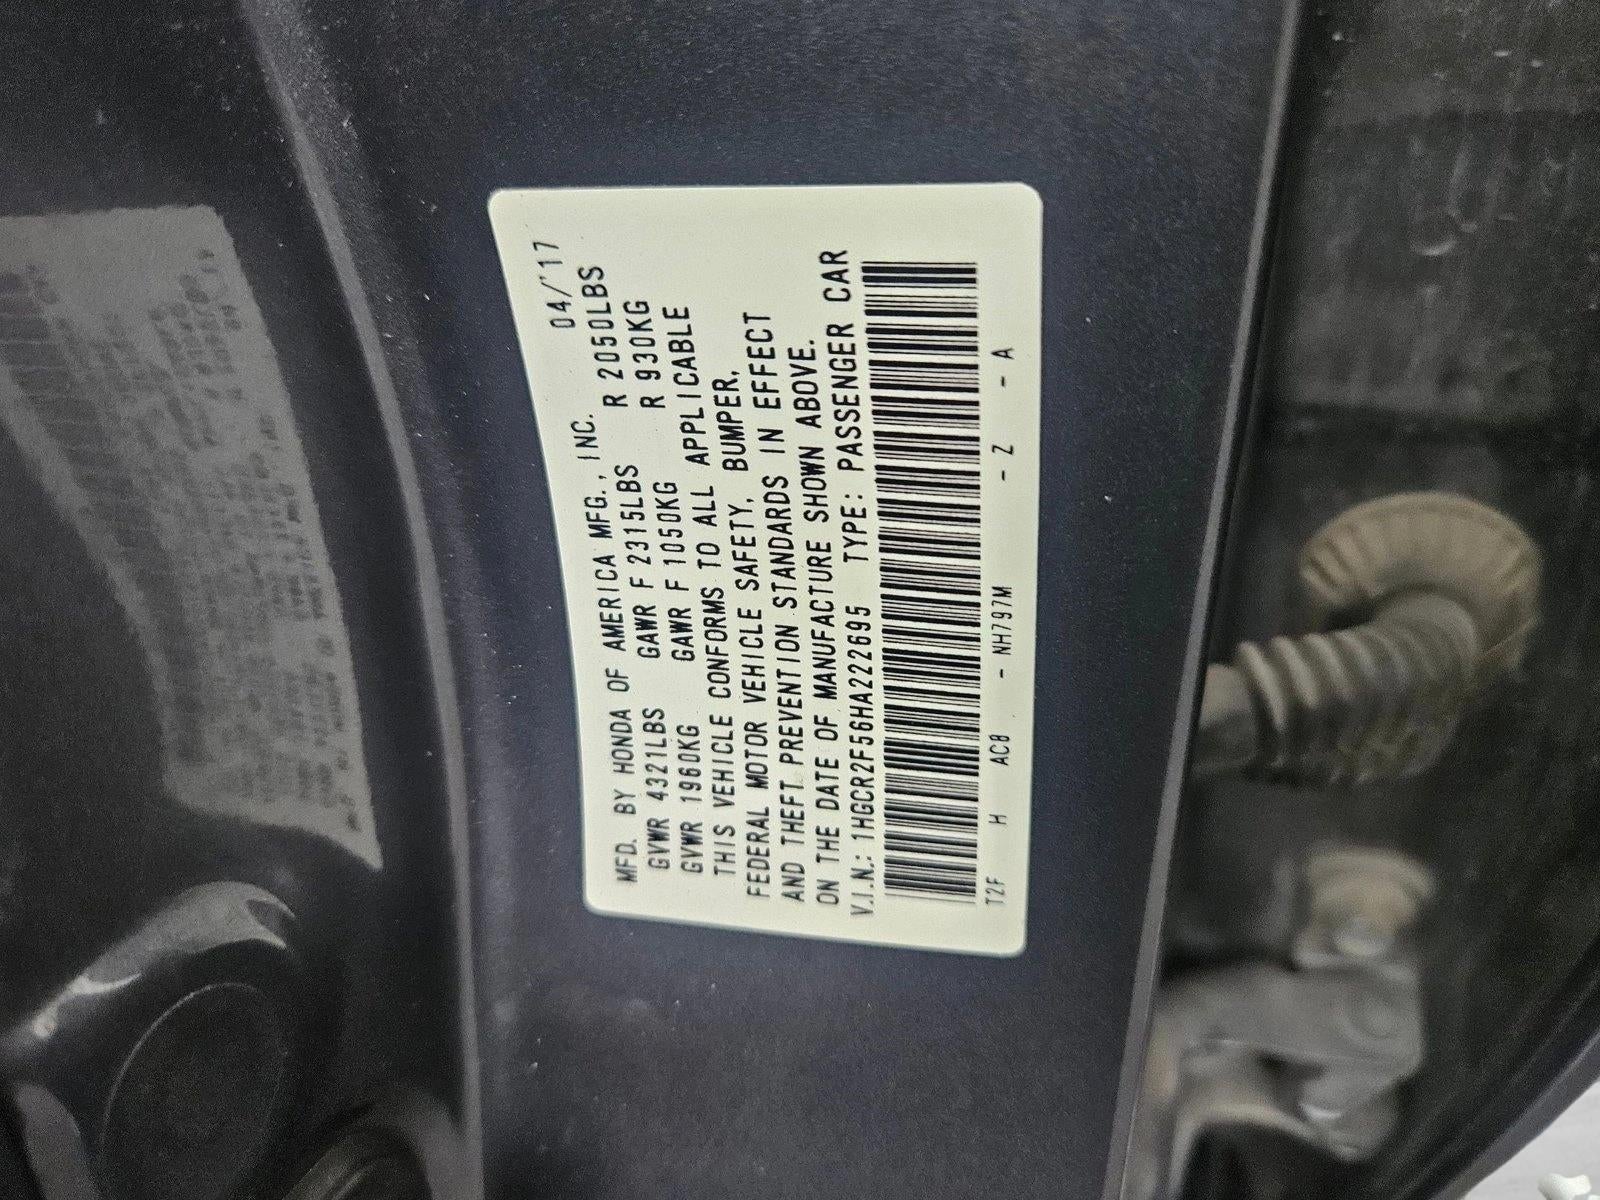 MFD. BY HONDA OF AMERICA MFG., INC. 04/'17
GVWR 4321LBS GAWR F 2315LBS R 2050LBS
GVWR 1960KG GAWR F 1050KG R 930KG
THIS VEHICLE CONFORMS TO ALL APPLICABLE
FEDERAL MOTOR VEHICLE SAFETY, BUMPER,
AND THEFT PREVENTION STANDARDS IN EFFECT
ON THE DATE OF MANUFACTURE SHOWN ABOVE.
V.I.N.: 1HGCR2F56HA222695 TYPE: PASSENGER CAR
T2F H AC8 - NH797M - Z - A